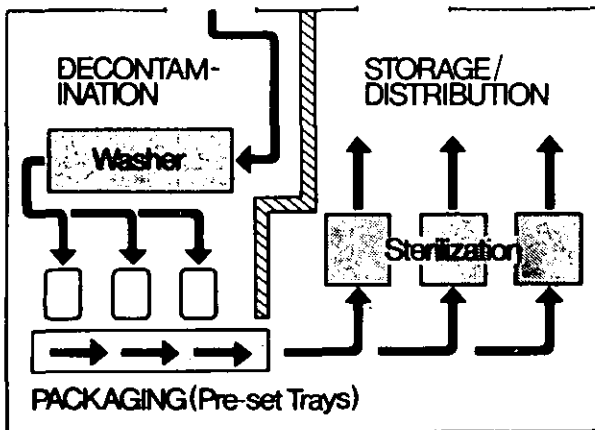 DECONTAM-
INATION
STORAGE/
DISTRIBUTION
Washer
Sterilization
PACKAGING (Pre-set Trays)